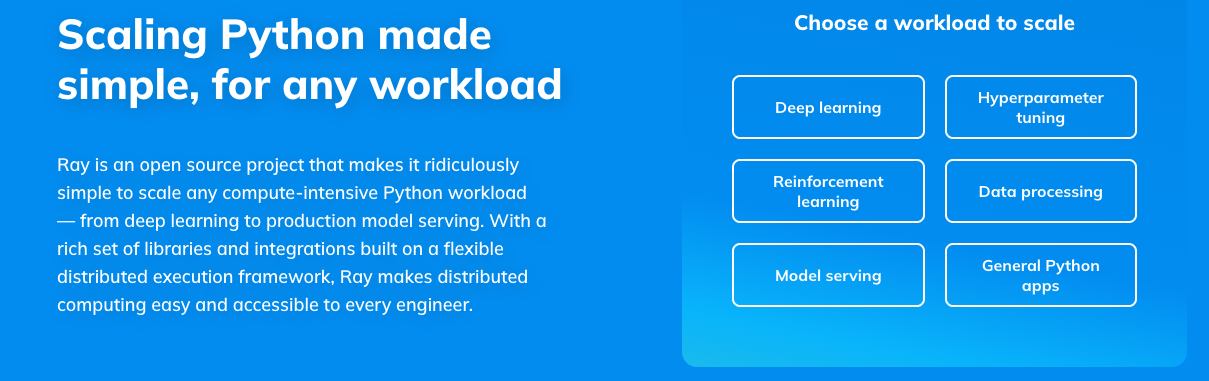 Scaling Python made
simple, for any workload
Ray is an open source project that makes it ridiculously
simple to scale any compute-intensive Python workload
— from deep learning to production model serving. With a
rich set of libraries and integrations built on a flexible
distributed execution framework, Ray makes distributed
computing easy and accessible to every engineer.
Choose a workload to scale
Deep learning
Hyperparameter
tuning
Reinforcement
learning
Data processing
Model serving
General Python
apps